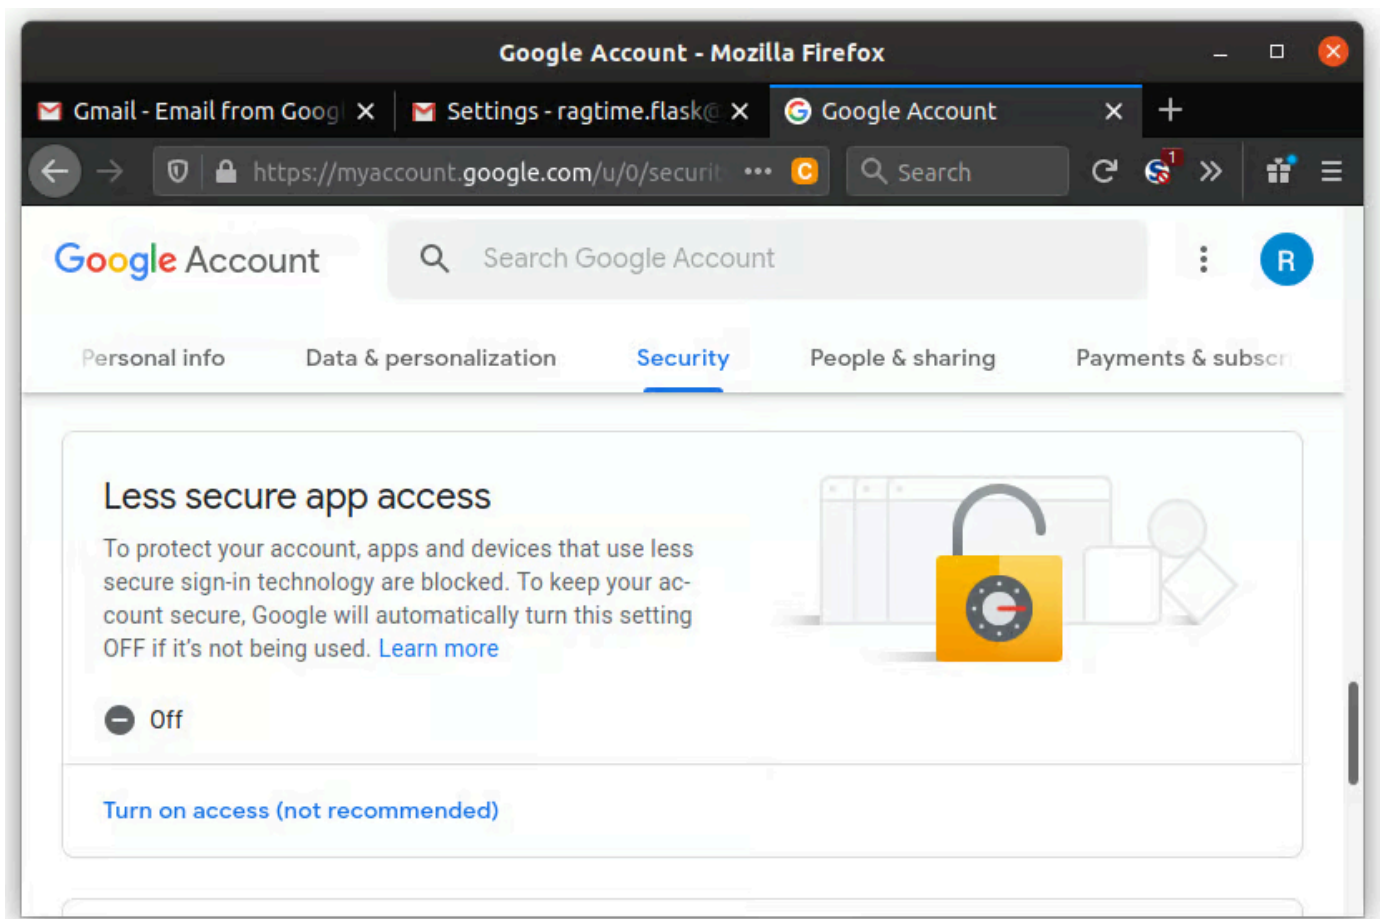 Google Account - Mozilla Firefox
Gmail - Email from Googl
Settings - ragtime.flask@
Google Account
https://myaccount.google.com/u/0/securit
C
Search
S
1
Google Account
Search Google Account
R
Personal info
Data & personalization
Security
People & sharing
Payments & subscr
Less secure app access
To protect your account, apps and devices that use less
secure sign-in technology are blocked. To keep your ac-
count secure, Google will automatically turn this setting
OFF if it's not being used. Learn more
Off
Turn on access (not recommended)